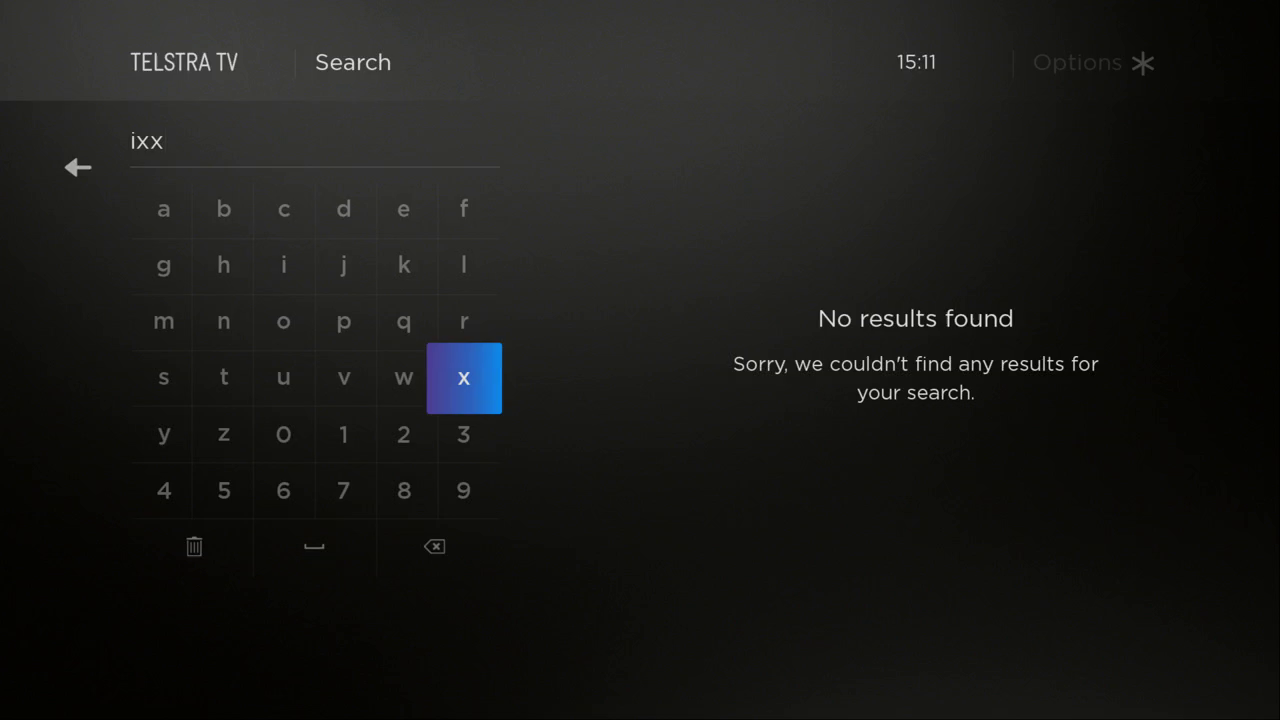 TELSTRA TV Search 15:11 Options
ixx
a b c d e f
g h i j k l
m n o p q r
s t u v w x
y z 0 1 2 3
4 5 6 7 8 9
No results found
Sorry, we couldn't find any results for
your search.